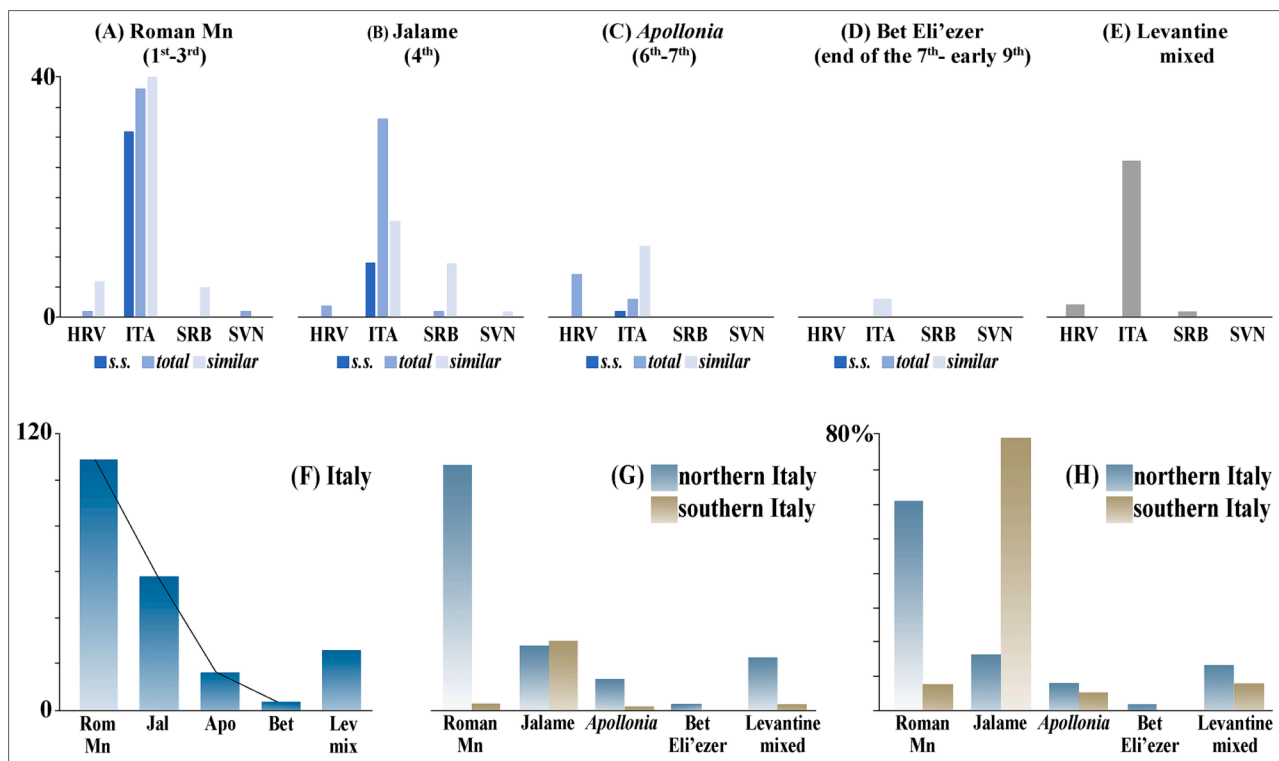 (A) Roman Mn
(1st-3rd)
(B) Jalame
(4th)
(C) Apollonia
(6th-7th)
(D) Bet Eli’ezer
(end of the 7th- early 9th)
(E) Levantine
mixed
40
0
HRV ITA SRB SVN
s.s. total similar
HRV ITA SRB SVN
s.s. total similar
HRV ITA SRB SVN
s.s. total similar
HRV ITA SRB SVN
s.s. total similar
HRV ITA SRB SVN
120
0
(F) Italy
Rom
Mn
Jal
Apo
Bet
Lev
mix
(G)
northern Italy
southern Italy
Roman
Mn
Jalame
Apollonia
Bet
Eli’ezer
Levantine
mixed
80%
(H)
northern Italy
southern Italy
Roman
Mn
Jalame
Apollonia
Bet
Eli’ezer
Levantine
mixed